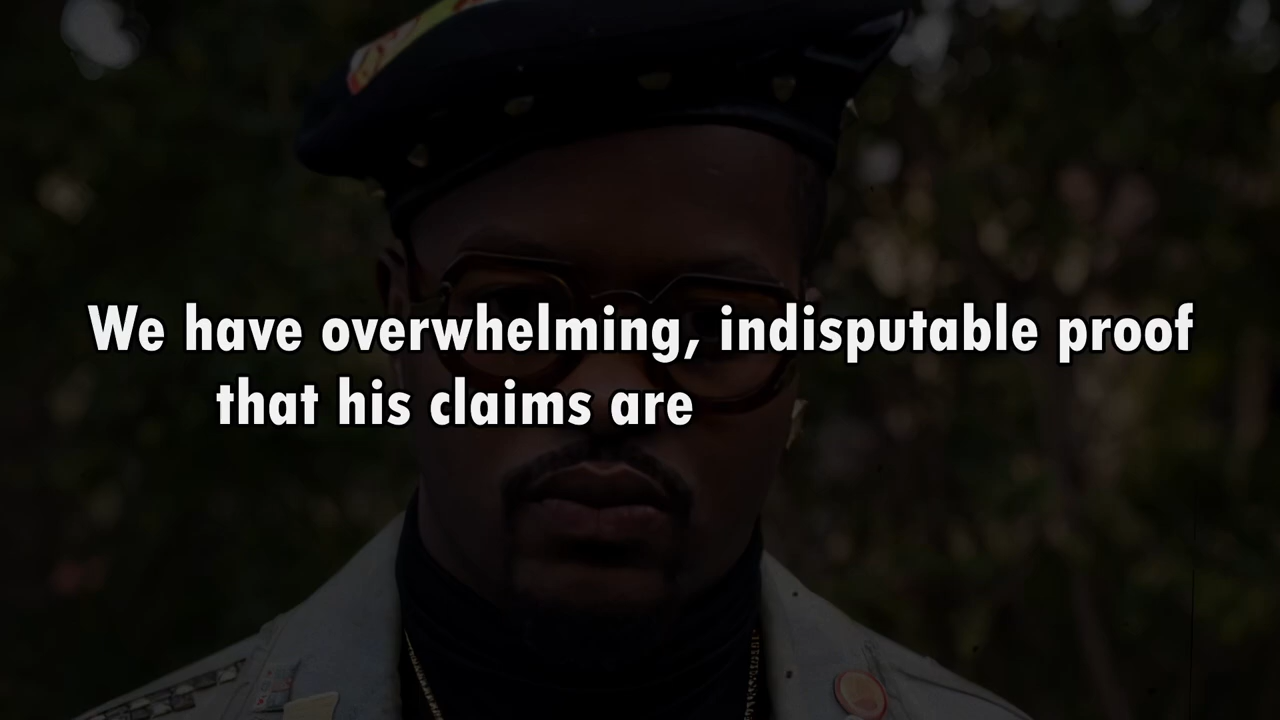 We have overwhelming, indisputable proof
that his claims are